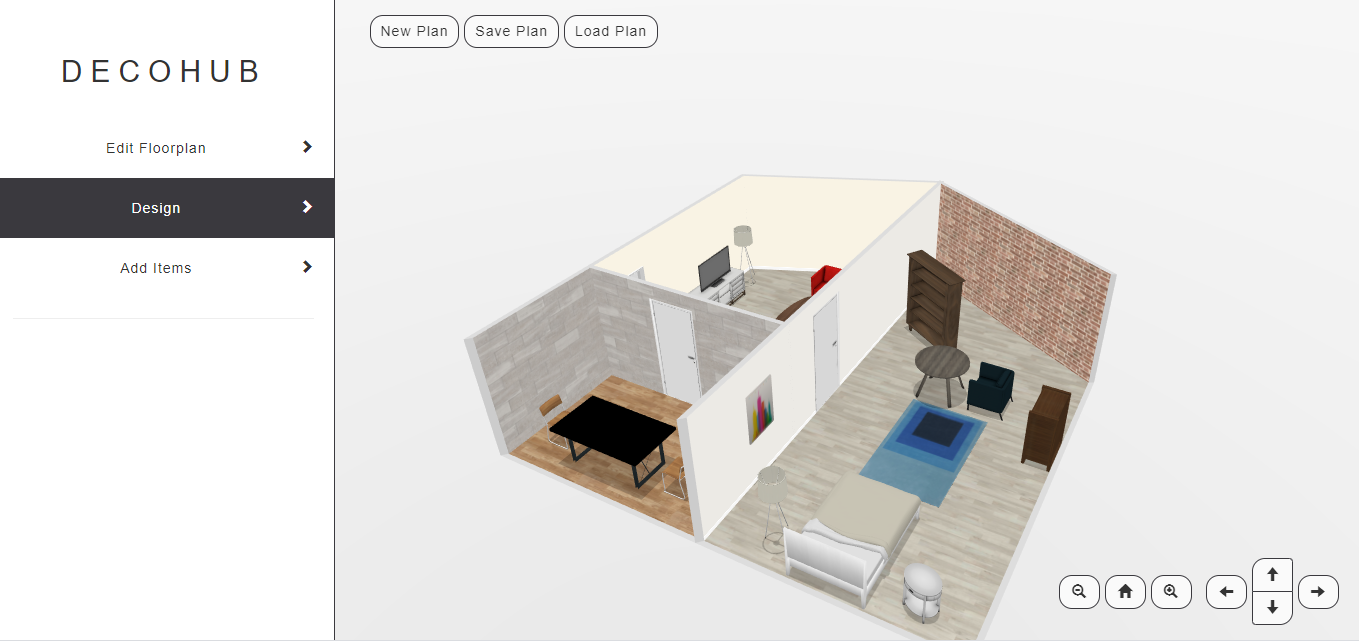 DECOHUB
Edit Floorplan
Design
Add Items
New Plan Save Plan Load Plan